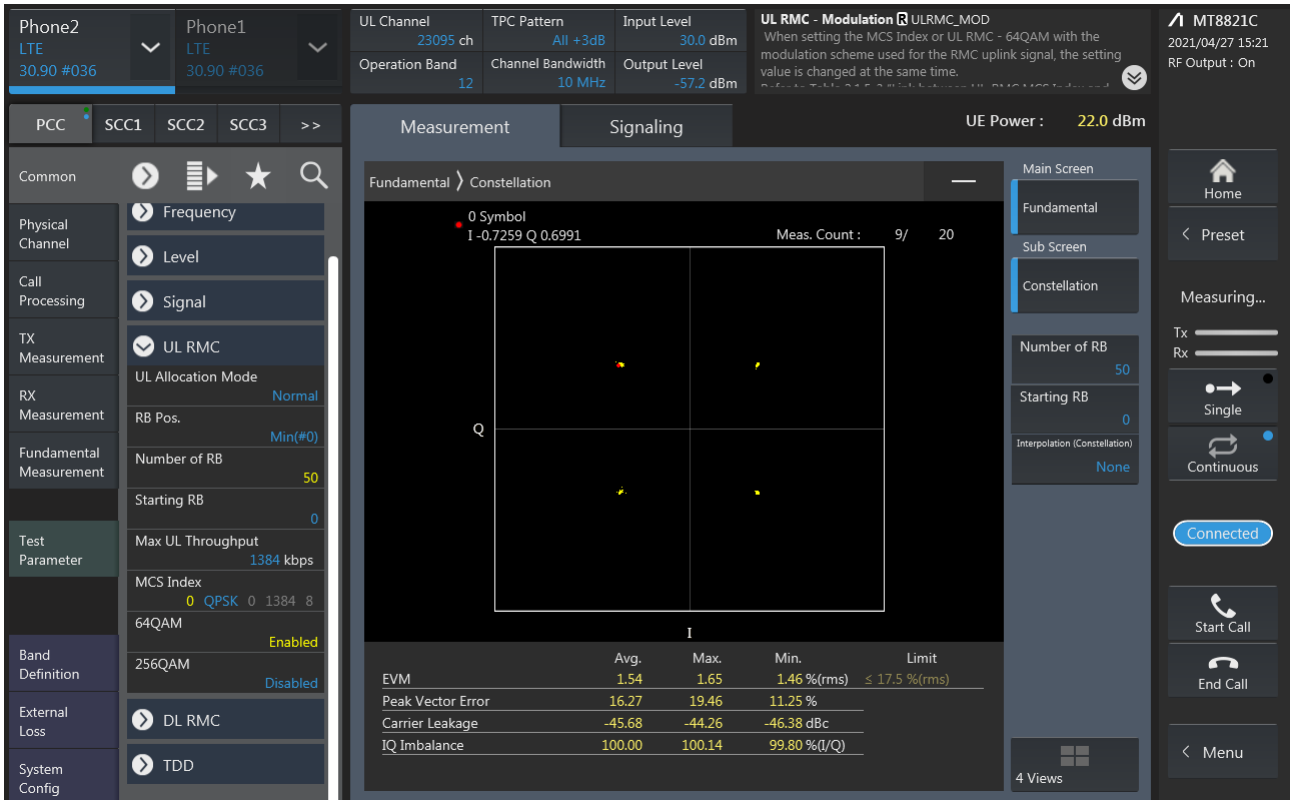 Phone2
LTE
30.90 #036
Phone1
LTE
30.90 #036
UL Channel
23095 ch
TPC Pattern
All +3dB
Input Level
30.0 dBm
Operation Band
12
Channel Bandwidth
10 MHz
Output Level
-57.2 dBm
UL RMC - Modulation R ULRMC_MOD
When setting the MCS Index or UL RMC - 64QAM with the
modulation scheme used for the RMC uplink signal, the setting
value is changed at the same time.
MT8821C
2021/04/27 15:21
RF Output : On
PCC SCC1 SCC2 SCC3 >>
Measurement
Signaling
UE Power : 22.0 dBm
Common
Physical
Channel
Call
Processing
TX
Measurement
RX
Measurement
Fundamental
Measurement
Test
Parameter
Band
Definition
External
Loss
System
Config
Frequency
Level
Signal
UL RMC
UL Allocation Mode
Normal
RB Pos.
Min(#0)
Number of RB
50
Starting RB
0
Max UL Throughput
1384 kbps
MCS Index
0 QPSK 0 1384 8
64QAM
Enabled
256QAM
Disabled
DL RMC
TDD
Fundamental ⟩ Constellation
0 Symbol
I -0.7259 Q 0.6991
Meas. Count : 9/ 20
Q
I
Avg. Max. Min. Limit
EVM 1.54 1.65 1.46 %(rms) ≤ 17.5 %(rms)
Peak Vector Error 16.27 19.46 11.25 %
Carrier Leakage -45.68 -44.26 -46.38 dBc
IQ Imbalance 100.00 100.14 99.80 %(I/Q)
Main Screen
Fundamental
Sub Screen
Constellation
Number of RB
50
Starting RB
0
Interpolation (Constellation)
None
4 Views
Home
< Preset
Measuring...
Tx
Rx
Single
Continuous
Connected
Start Call
End Call
< Menu